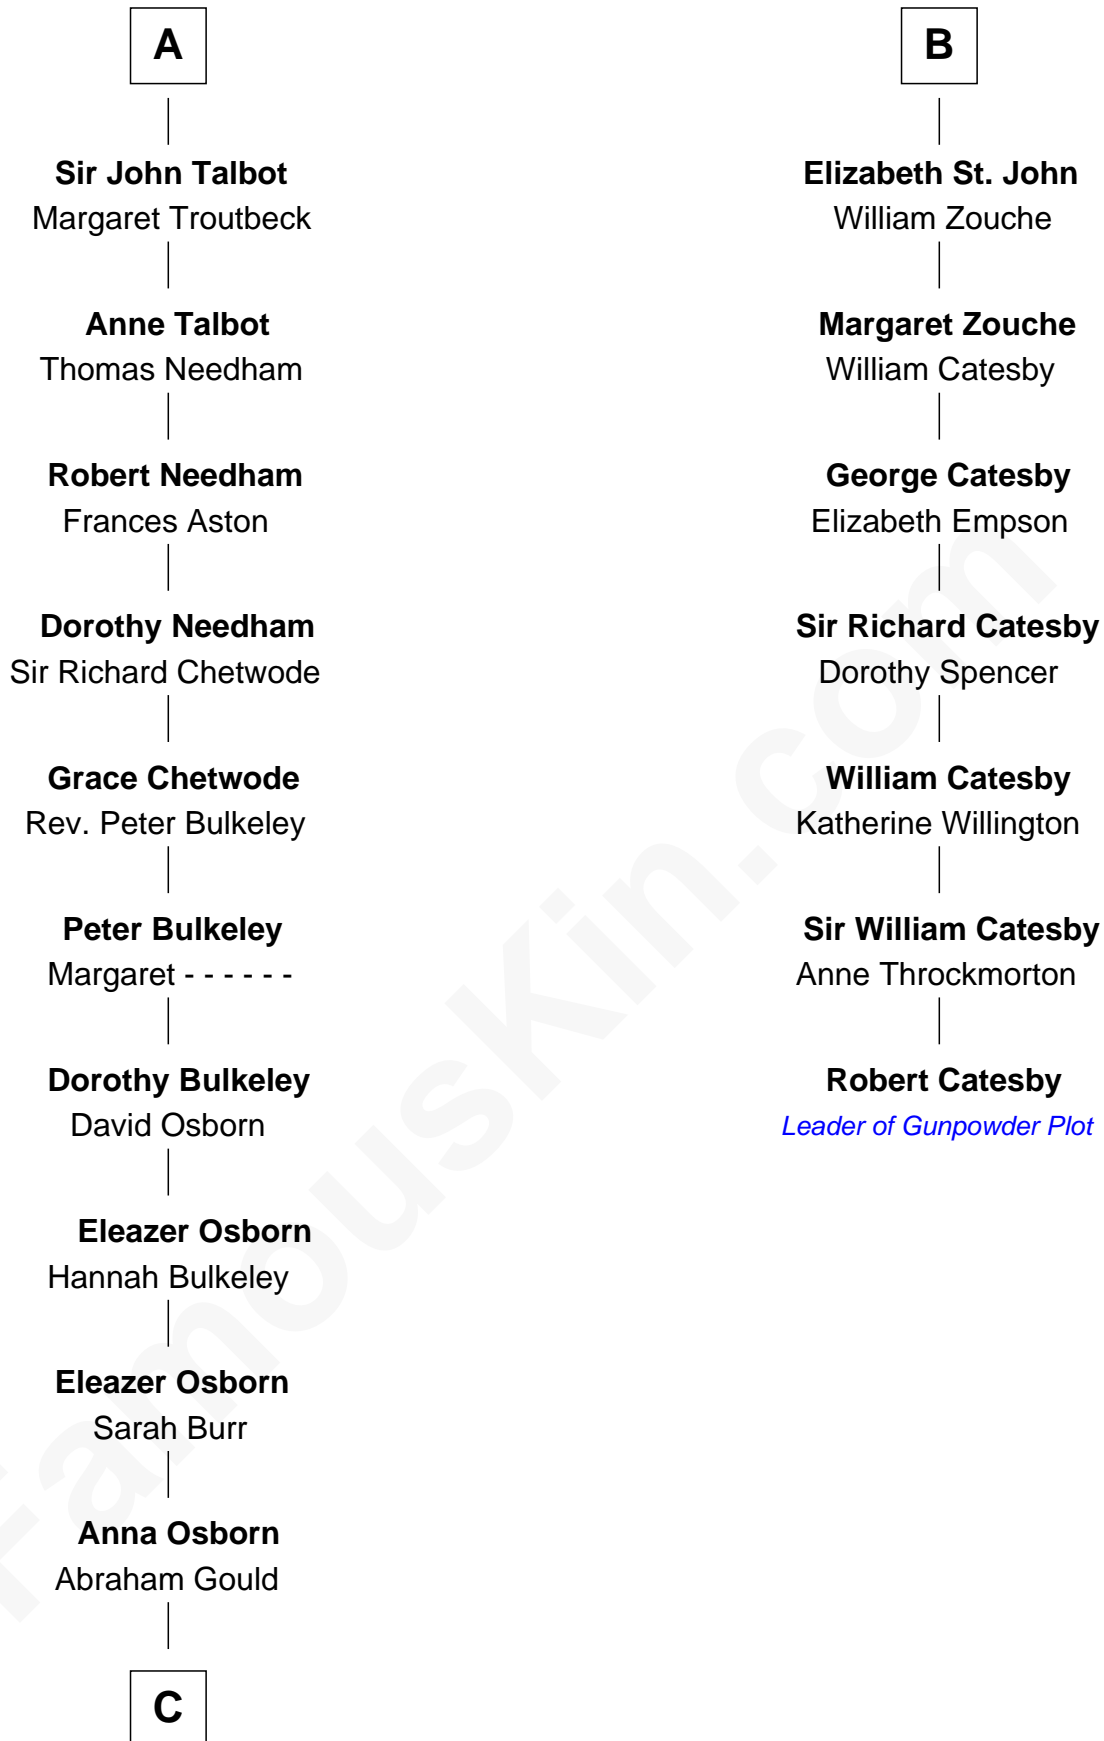 A
Sir John Talbot
Margaret Troutbeck
Anne Talbot
Thomas Needham
Robert Needham
Frances Aston
Dorothy Needham
Sir Richard Chetwode
Grace Chetwode
Rev. Peter Bulkeley
Peter Bulkeley
Margaret - - - - - -
Dorothy Bulkeley
David Osborn
Eleazer Osborn
Hannah Bulkeley
Eleazer Osborn
Sarah Burr
Anna Osborn
Abraham Gould
C
B
Elizabeth St. John
William Zouche
Margaret Zouche
William Catesby
George Catesby
Elizabeth Empson
Sir Richard Catesby
Dorothy Spencer
William Catesby
Katherine Willington
Sir William Catesby
Anne Throckmorton
Robert Catesby
Leader of Gunpowder Plot
FamousKin.com